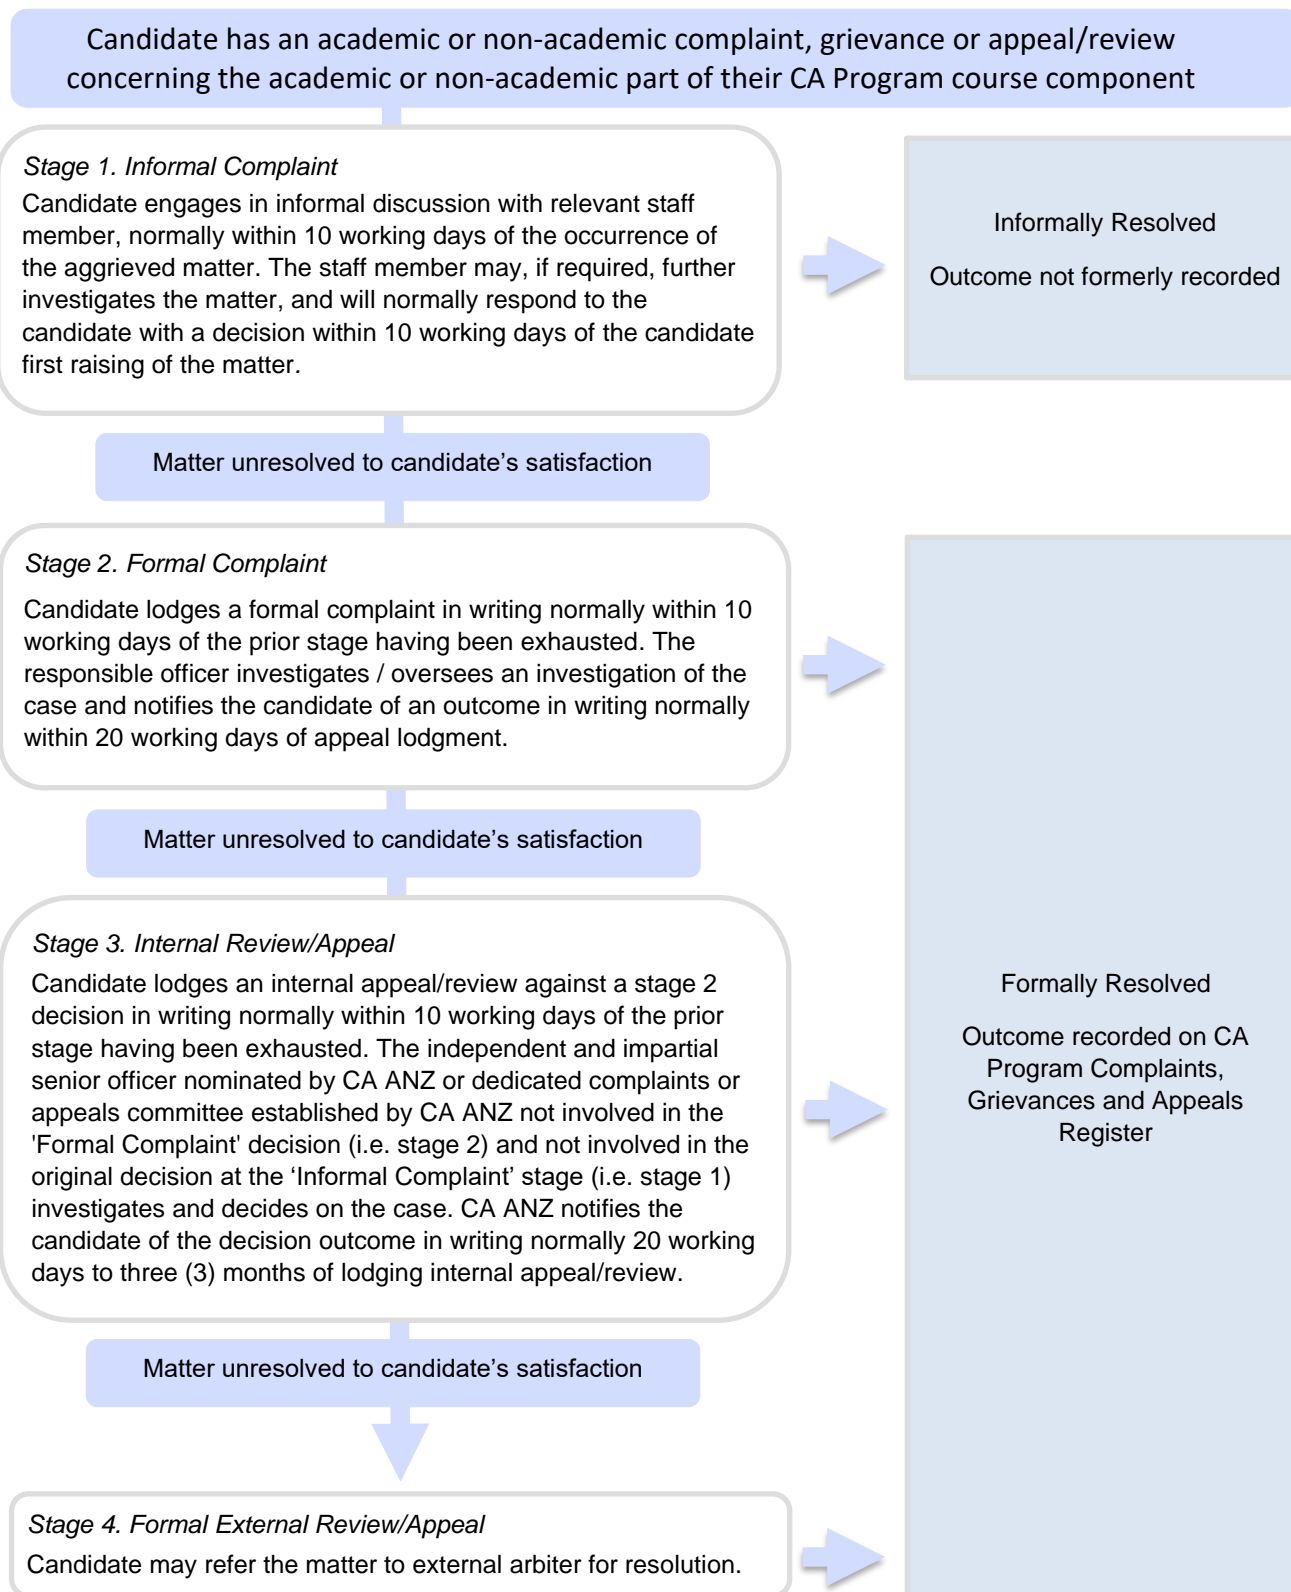 Candidate has an academic or non-academic complaint, grievance or appeal/review
concerning the academic or non-academic part of their CA Program course component
Stage 1. Informal Complaint
Candidate engages in informal discussion with relevant staff
member, normally within 10 working days of the occurrence of
the aggrieved matter. The staff member may, if required, further
investigates the matter, and will normally respond to the
candidate with a decision within 10 working days of the candidate
first raising of the matter.
Informally Resolved
Outcome not formerly recorded
Matter unresolved to candidate’s satisfaction
Stage 2. Formal Complaint
Candidate lodges a formal complaint in writing normally within 10
working days of the prior stage having been exhausted. The
responsible officer investigates / oversees an investigation of the
case and notifies the candidate of an outcome in writing normally
within 20 working days of appeal lodgment.
Matter unresolved to candidate’s satisfaction
Stage 3. Internal Review/Appeal
Candidate lodges an internal appeal/review against a stage 2
decision in writing normally within 10 working days of the prior
stage having been exhausted. The independent and impartial
senior officer nominated by CA ANZ or dedicated complaints or
appeals committee established by CA ANZ not involved in the
'Formal Complaint' decision (i.e. stage 2) and not involved in the
original decision at the ‘Informal Complaint’ stage (i.e. stage 1)
investigates and decides on the case. CA ANZ notifies the
candidate of the decision outcome in writing normally 20 working
days to three (3) months of lodging internal appeal/review.
Formally Resolved
Outcome recorded on CA
Program Complaints,
Grievances and Appeals
Register
Matter unresolved to candidate’s satisfaction
Stage 4. Formal External Review/Appeal
Candidate may refer the matter to external arbiter for resolution.